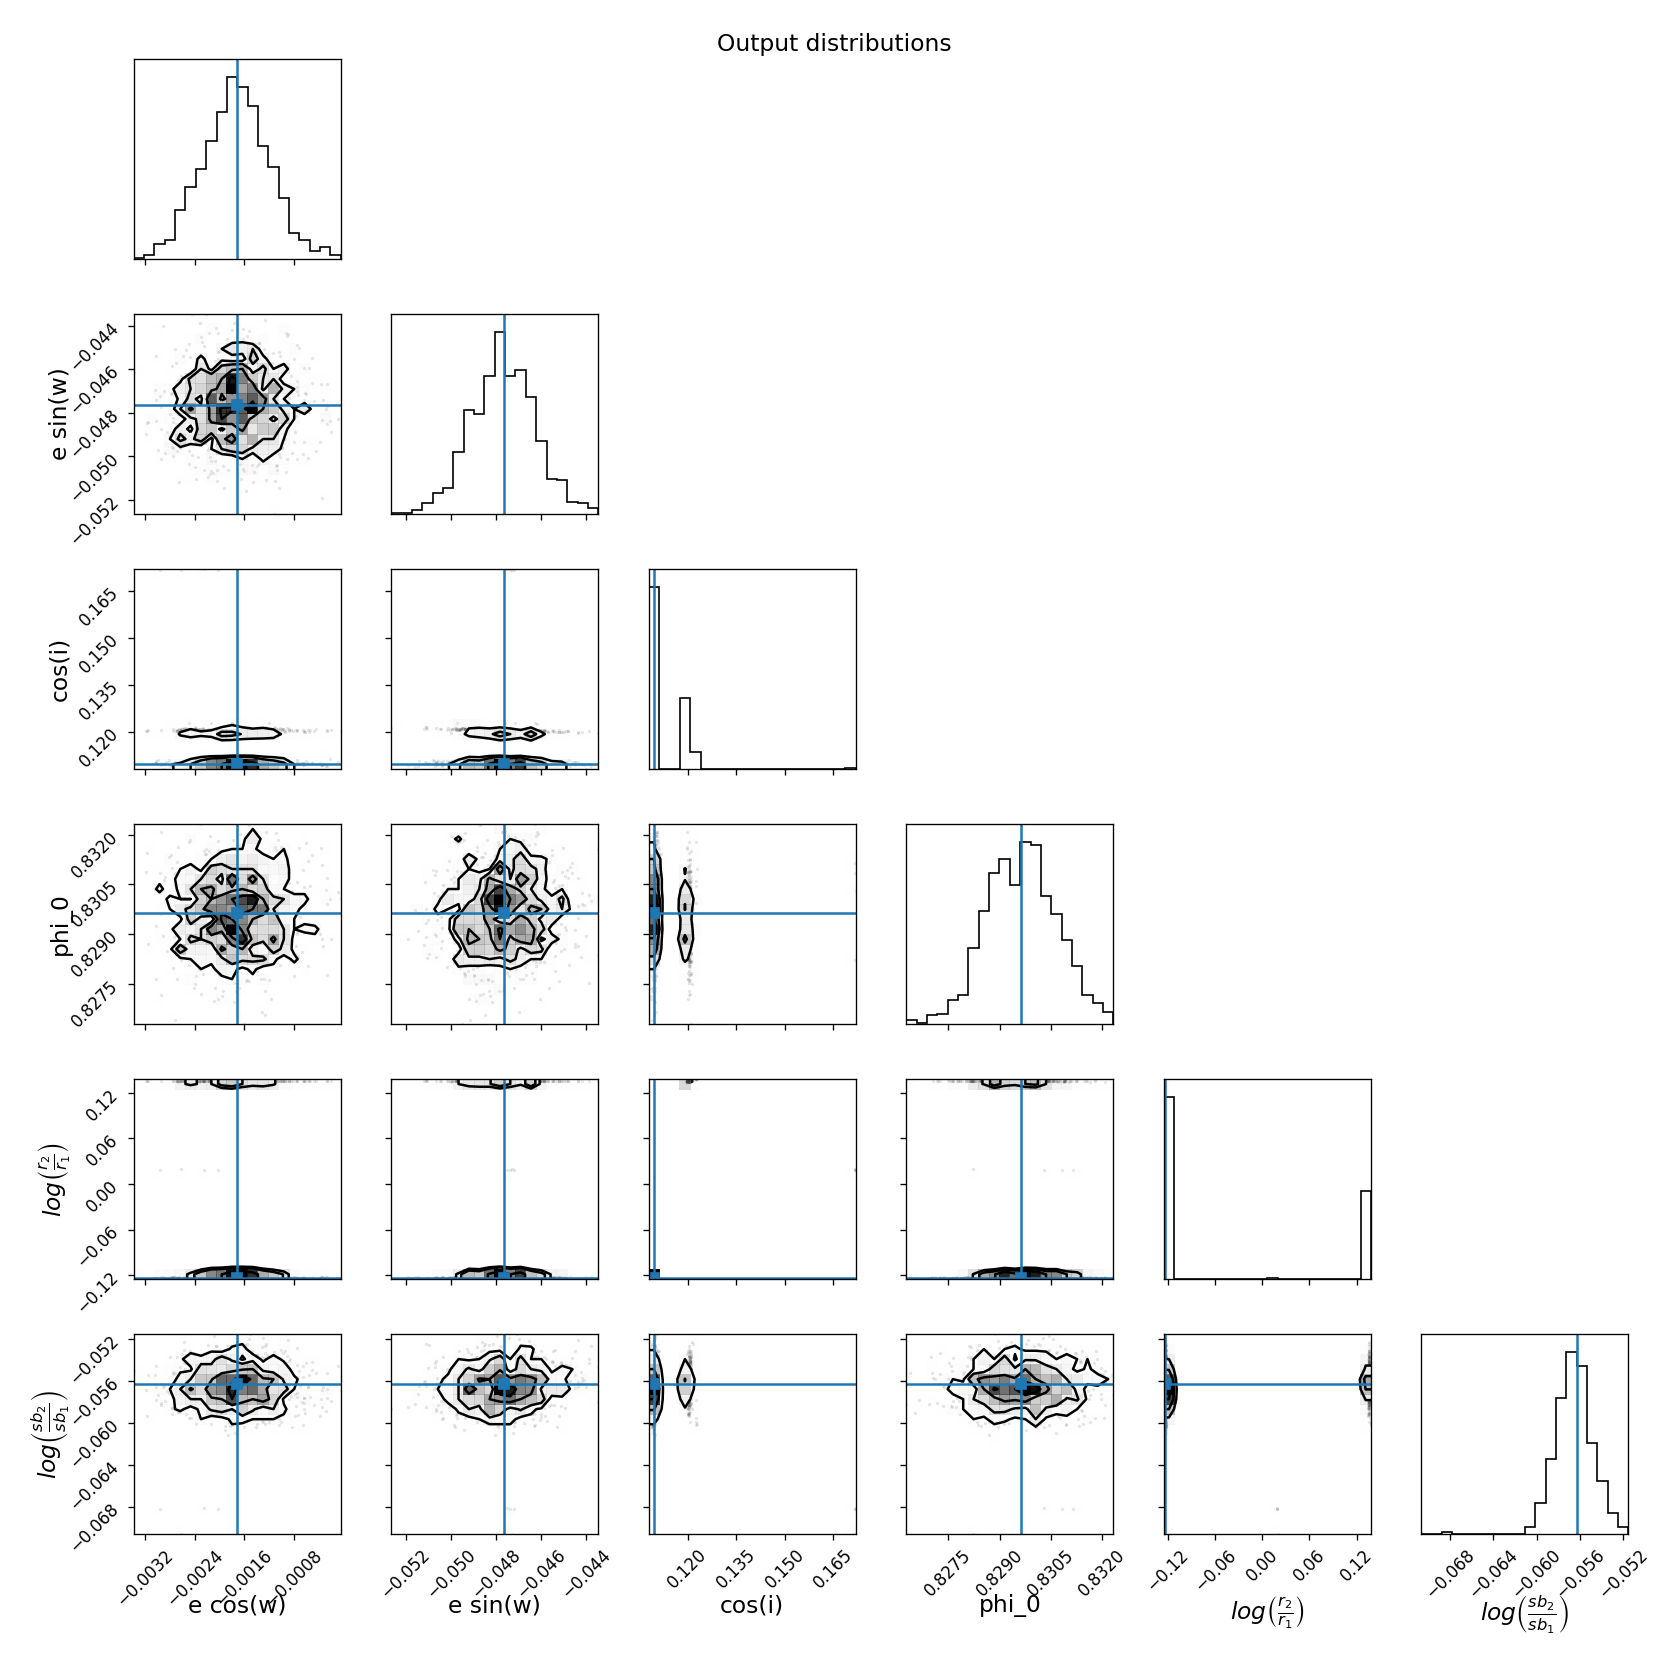 Output distributions
e sin(w)
−0.044
−0.046
−0.048
−0.050
−0.052
cos(i)
0.165
0.150
0.135
0.120
phi_0
0.8320
0.8305
0.8290
0.8275
log(r₂/r₁)
0.12
0.06
0.00
−0.06
−0.12
log(sb₂/sb₁)
−0.052
−0.056
−0.060
−0.064
−0.068
−0.0032 −0.0024 −0.0016 −0.0008
−0.052 −0.050 −0.048 −0.046 −0.044
0.120 0.135 0.150 0.165
0.8275 0.8290 0.8305 0.8320
−0.12 −0.06 0.00 0.06 0.12
−0.068 −0.064 −0.060 −0.056 −0.052
e cos(w)
e sin(w)
cos(i)
phi_0
log(r₂/r₁)
log(sb₂/sb₁)